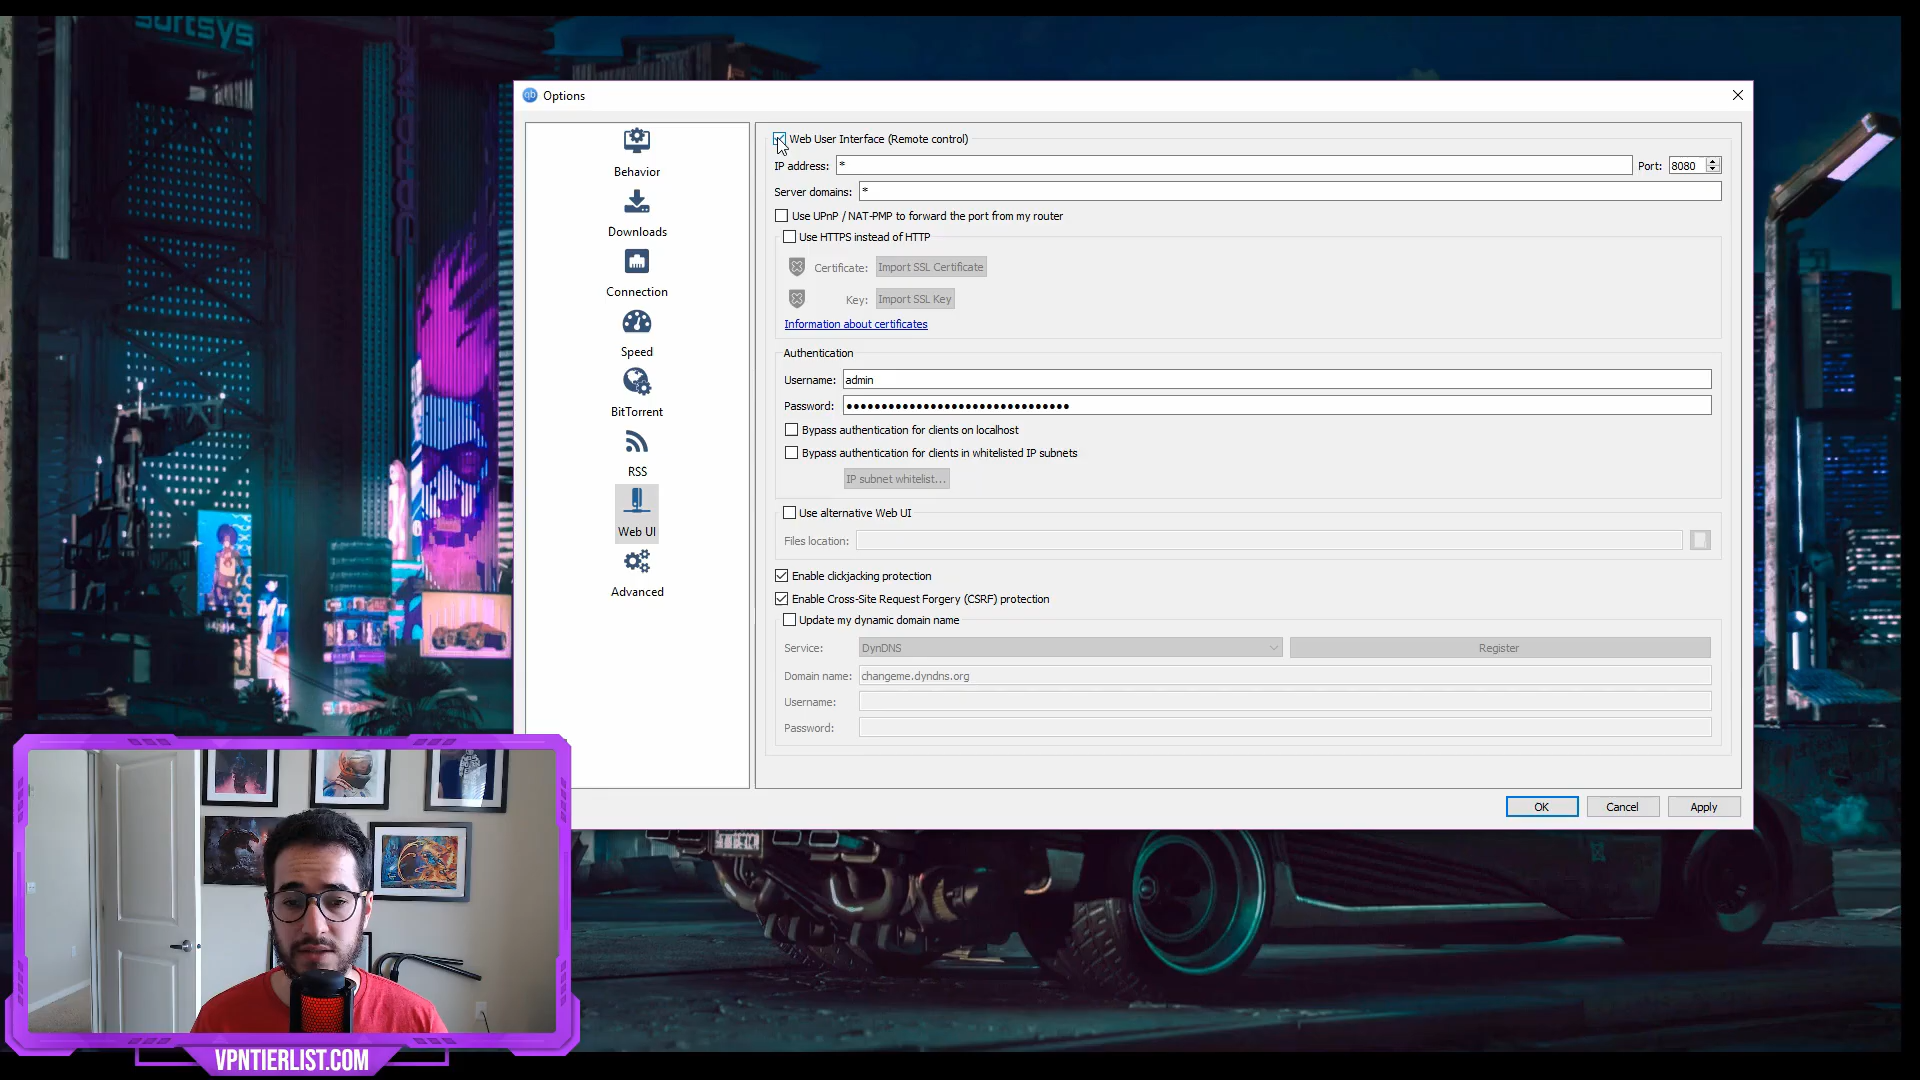 surtsys
Options
Web User Interface (Remote control)
IP address: * Port: 8080
Server domains: *
Use UPnP / NAT-PMP to forward the port from my router
Use HTTPS instead of HTTP
Certificate: Import SSL Certificate
Key: Import SSL Key
Information about certificates
Authentication
Username: admin
Password: ●●●●●●●●●●●●●●●●●●●●●●●●●●●●●●●●
Bypass authentication for clients on localhost
Bypass authentication for clients in whitelisted IP subnets
IP subnet whitelist...
Use alternative Web UI
Files location:
Enable clickjacking protection
Enable Cross-Site Request Forgery (CSRF) protection
Update my dynamic domain name
Service: DynDNS Register
Domain name: changeme.dyndns.org
Username:
Password:
OK Cancel Apply
Behavior
Downloads
Connection
Speed
BitTorrent
RSS
Web UI
Advanced
VPNTIERLIST.COM